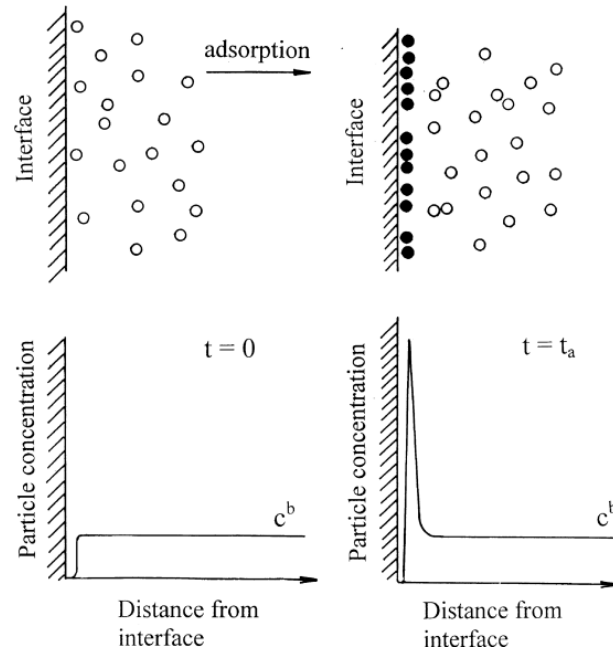 Interface
adsorption
Interface
Particle concentration
t = 0
c^b
Distance from
interface
Particle concentration
t = t_a
c^b
Distance from
interface